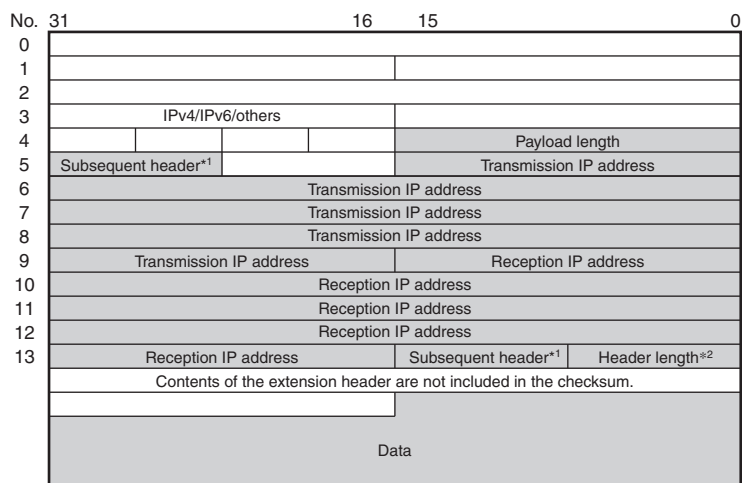 No. 31 16 15 0
0
1
2
3 IPv4/IPv6/others
4 Payload length
5 Subsequent header*1 Transmission IP address
6 Transmission IP address
7 Transmission IP address
8 Transmission IP address
9 Transmission IP address Reception IP address
10 Reception IP address
11 Reception IP address
12 Reception IP address
13 Reception IP address Subsequent header*1 Header length*2
Contents of the extension header are not included in the checksum.
Data